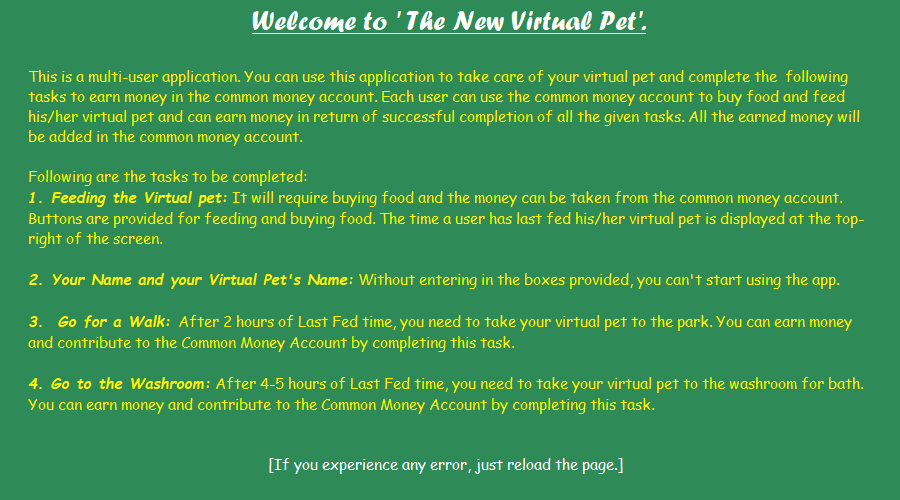 Welcome to 'The New Virtual Pet'.
This is a multi-user application. You can use this application to take care of your virtual pet and complete the following
tasks to earn money in the common money account. Each user can use the common money account to buy food and feed
his/her virtual pet and can earn money in return of successful completion of all the given tasks. All the earned money will
be added in the common money account.
Following are the tasks to be completed:
1. Feeding the Virtual pet: It will require buying food and the money can be taken from the common money account.
Buttons are provided for feeding and buying food. The time a user has last fed his/her virtual pet is displayed at the top-
right of the screen.
2. Your Name and your Virtual Pet's Name: Without entering in the boxes provided, you can't start using the app.
3. Go for a Walk: After 2 hours of Last Fed time, you need to take your virtual pet to the park. You can earn money
and contribute to the Common Money Account by completing this task.
4. Go to the Washroom: After 4-5 hours of Last Fed time, you need to take your virtual pet to the washroom for bath.
You can earn money and contribute to the Common Money Account by completing this task.
[If you experience any error, just reload the page.]